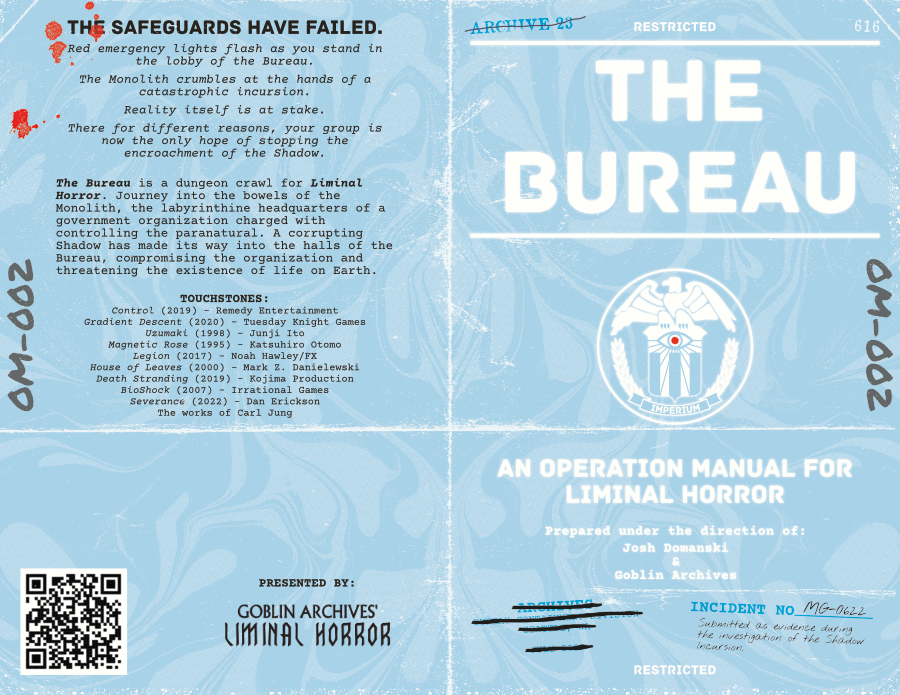 THE SAFEGUARDS HAVE FAILED.
Red emergency lights flash as you stand in
the lobby of the Bureau.
The Monolith crumbles at the hands of a
catastrophic incursion.
Reality itself is at stake.
There for different reasons, your group is
now the only hope of stopping the
encroachment of the Shadow.
The Bureau is a dungeon crawl for Liminal
Horror. Journey into the bowels of the
Monolith, the labyrinthine headquarters of a
government organization charged with
controlling the paranatural. A corrupting
Shadow has made its way into the halls of the
Bureau, compromising the organization and
threatening the existence of life on Earth.
TOUCHSTONES:
Control (2019) - Remedy Entertainment
Gradient Descent (2020) - Tuesday Knight Games
Uzumaki (1998) - Junji Ito
Magnetic Rose (1995) - Katsuhiro Otomo
Legion (2017) - Noah Hawley/FX
House of Leaves (2000) - Mark Z. Danielewski
Death Stranding (2019) - Kojima Production
BioShock (2007) - Irrational Games
Severance (2022) - Dan Erickson
The works of Carl Jung
OM-002
PRESENTED BY:
GOBLIN ARCHIVES'
LIMINAL HORROR
ARCHIVE 23
RESTRICTED
616
THE
BUREAU
IMPERIUM
OM-002
AN OPERATION MANUAL FOR
LIMINAL HORROR
Prepared under the direction of:
Josh Domanski
&
Goblin Archives
ARCHIVES
INCIDENT NO MG-0622
Submitted as evidence during
the investigation of the Shadow
Incursion.
RESTRICTED